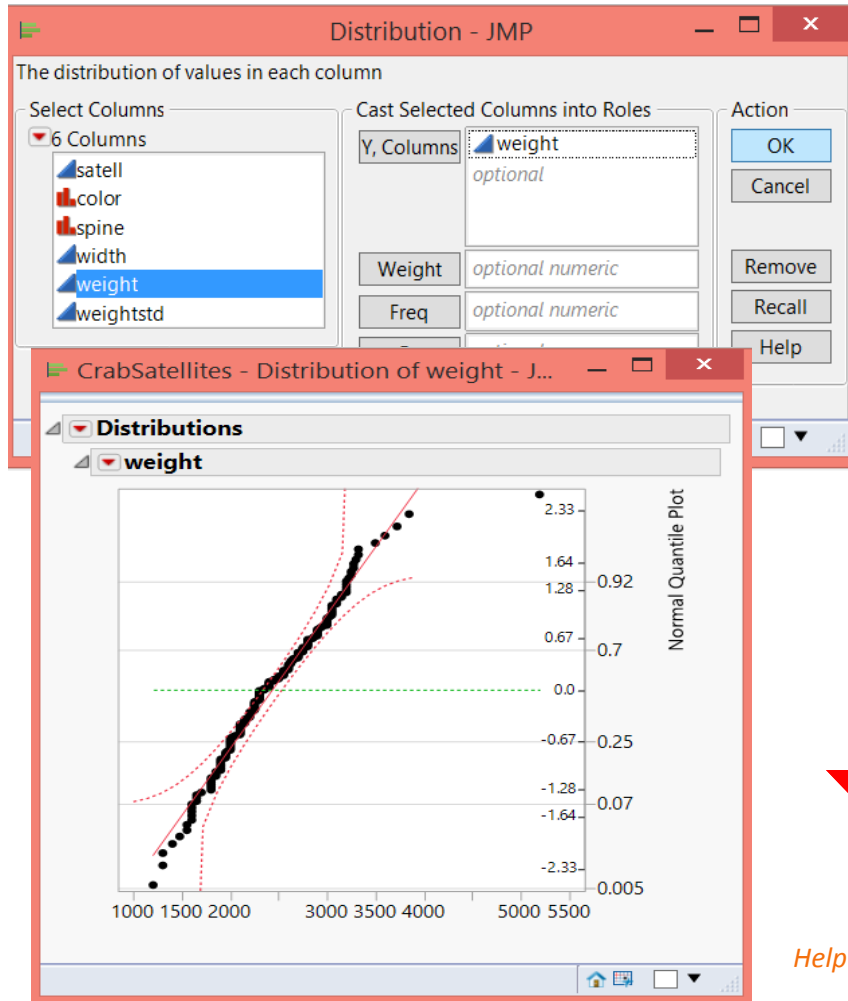 Distribution - JMP
The distribution of values in each column
Select Columns
6 Columns
satell
color
spine
width
weight
weightstd
Cast Selected Columns into Roles
Y, Columns weight
optional
Weight optional numeric
Freq optional numeric
Action
OK
Cancel
Remove
Recall
Help
CrabSatellites - Distribution of weight - J...
Distributions
weight
2.33
1.64
1.28 0.92
0.67 0.7
0.0
-0.67 0.25
-1.28 0.07
-1.64
-2.33
0.005
Normal Quantile Plot
1000 1500 2000 3000 3500 4000 5000 5500
Help